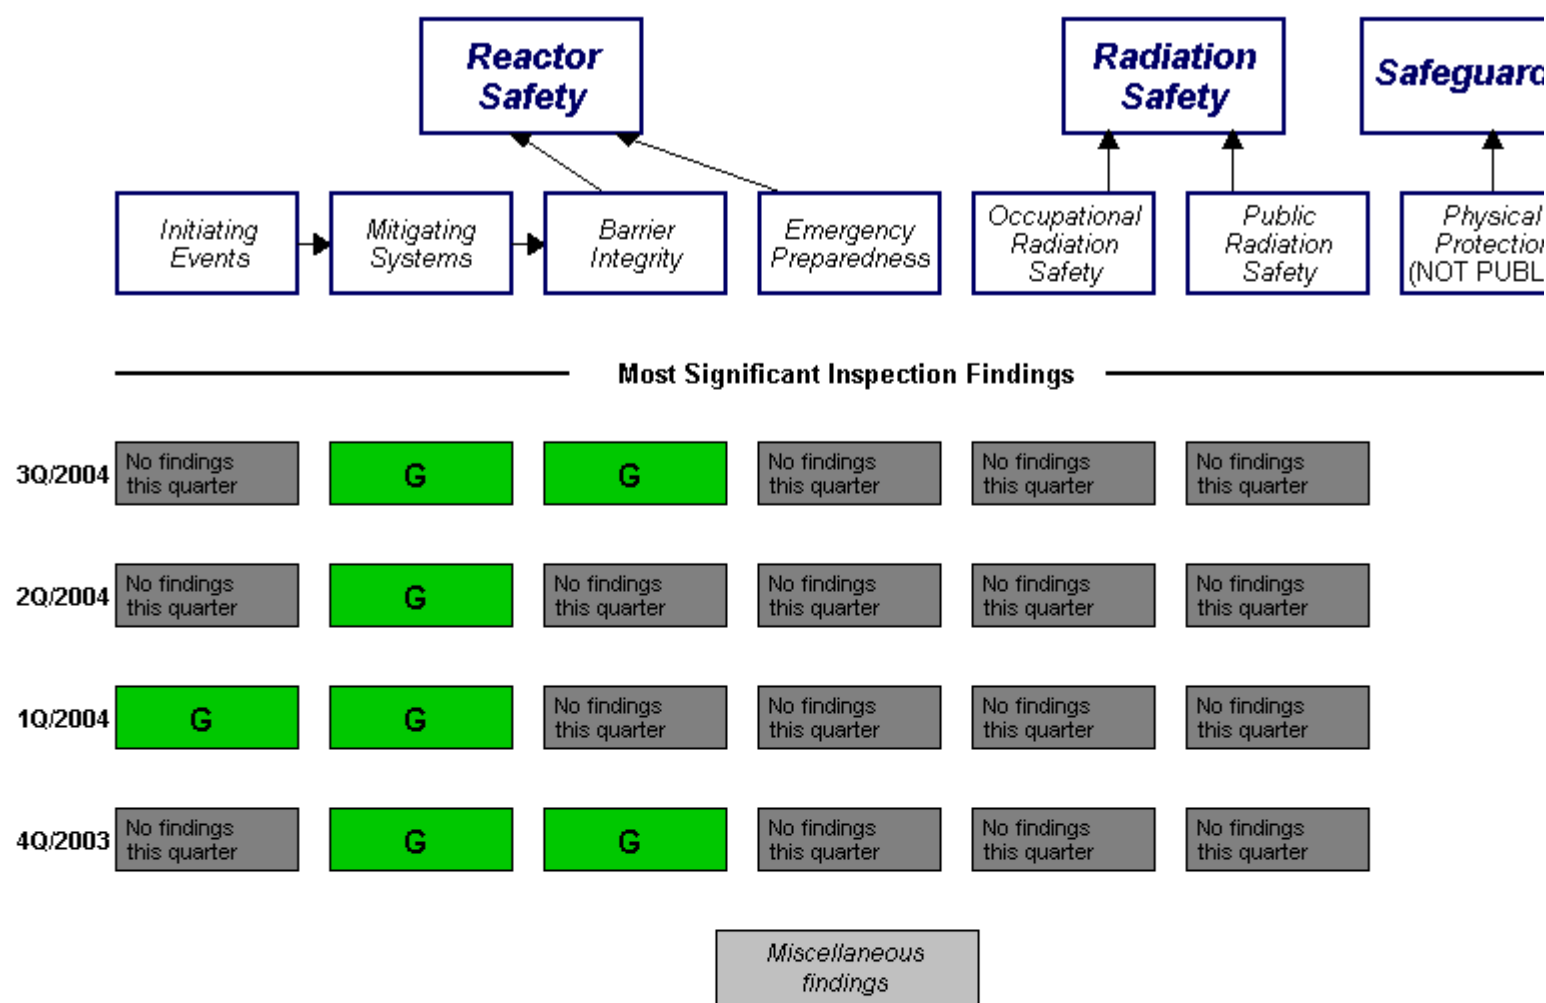 Reactor
Safety
Radiation
Safety
Safeguard
Initiating
Events
Mitigating
Systems
Barrier
Integrity
Emergency
Preparedness
Occupational
Radiation
Safety
Public
Radiation
Safety
Physical
Protection
(NOT PUBL
Most Significant Inspection Findings
3Q/2004
No findings
this quarter
G
G
No findings
this quarter
No findings
this quarter
No findings
this quarter
2Q/2004
No findings
this quarter
G
No findings
this quarter
No findings
this quarter
No findings
this quarter
No findings
this quarter
1Q/2004
G
G
No findings
this quarter
No findings
this quarter
No findings
this quarter
No findings
this quarter
4Q/2003
No findings
this quarter
G
G
No findings
this quarter
No findings
this quarter
No findings
this quarter
Miscellaneous
findings